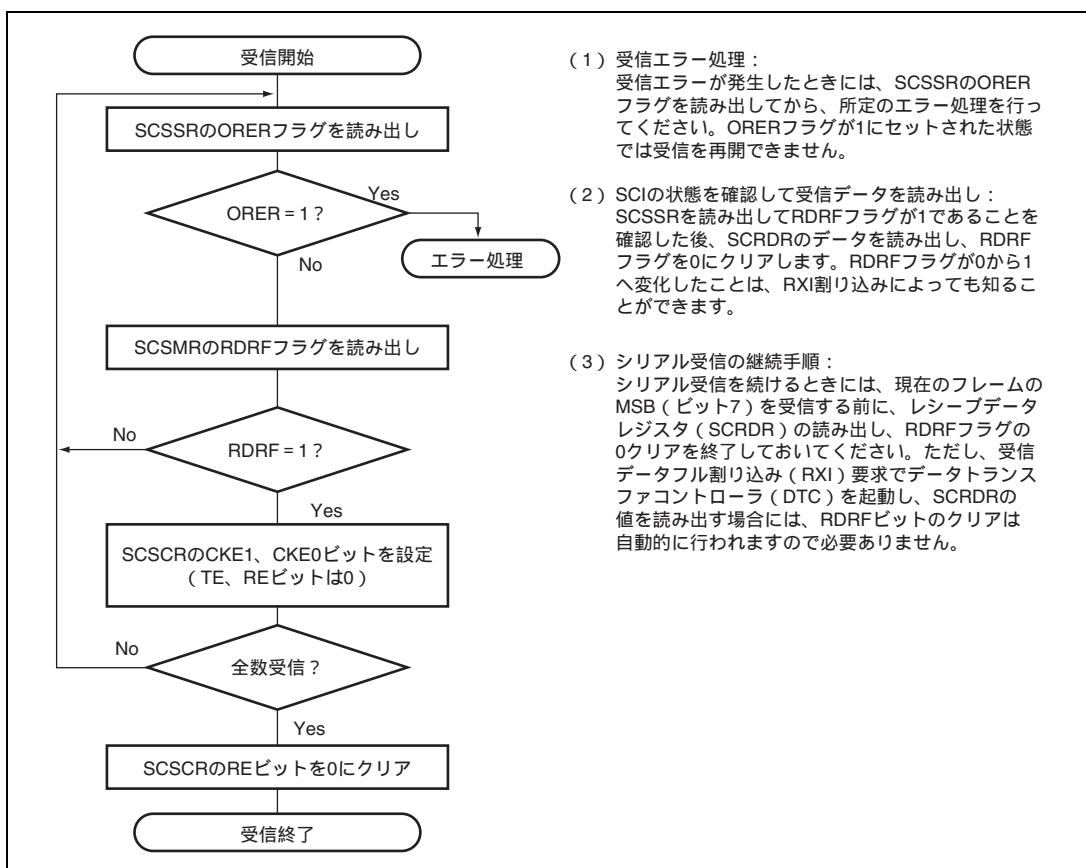 受信開始
SCSSRのORERフラグを読み出し
ORER = 1？
Yes
エラー処理
No
SCSMRのRDRFフラグを読み出し
RDRF = 1？
No
Yes
SCSCRのCKE1、CKE0ビットを設定
（TE、REビットは0）
全数受信？
No
Yes
SCSCRのREビットを0にクリア
受信終了
（1）受信エラー処理：
受信エラーが発生したときには、SCSSRのORER
フラグを読み出してから、所定のエラー処理を行っ
てください。ORERフラグが1にセットされた状態
では受信を再開できません。
（2）SCIの状態を確認して受信データを読み出し：
SCSSRを読み出してRDRFフラグが1であることを
確認した後、SCRDRのデータを読み出し、RDRF
フラグを0にクリアします。RDRFフラグが0から1
へ変化したことは、RXI割り込みによっても知るこ
とができます。
（3）シリアル受信の継続手順：
シリアル受信を続けるときには、現在のフレームの
MSB（ビット7）を受信する前に、レシーブデータ
レジスタ（SCRDR）の読み出し、RDRFフラグの
0クリアを終了しておいてください。ただし、受信
データフル割り込み（RXI）要求でデータトランス
ファコントローラ（DTC）を起動し、SCRDRの
値を読み出す場合には、RDRFビットのクリアは
自動的に行われますので必要ありません。